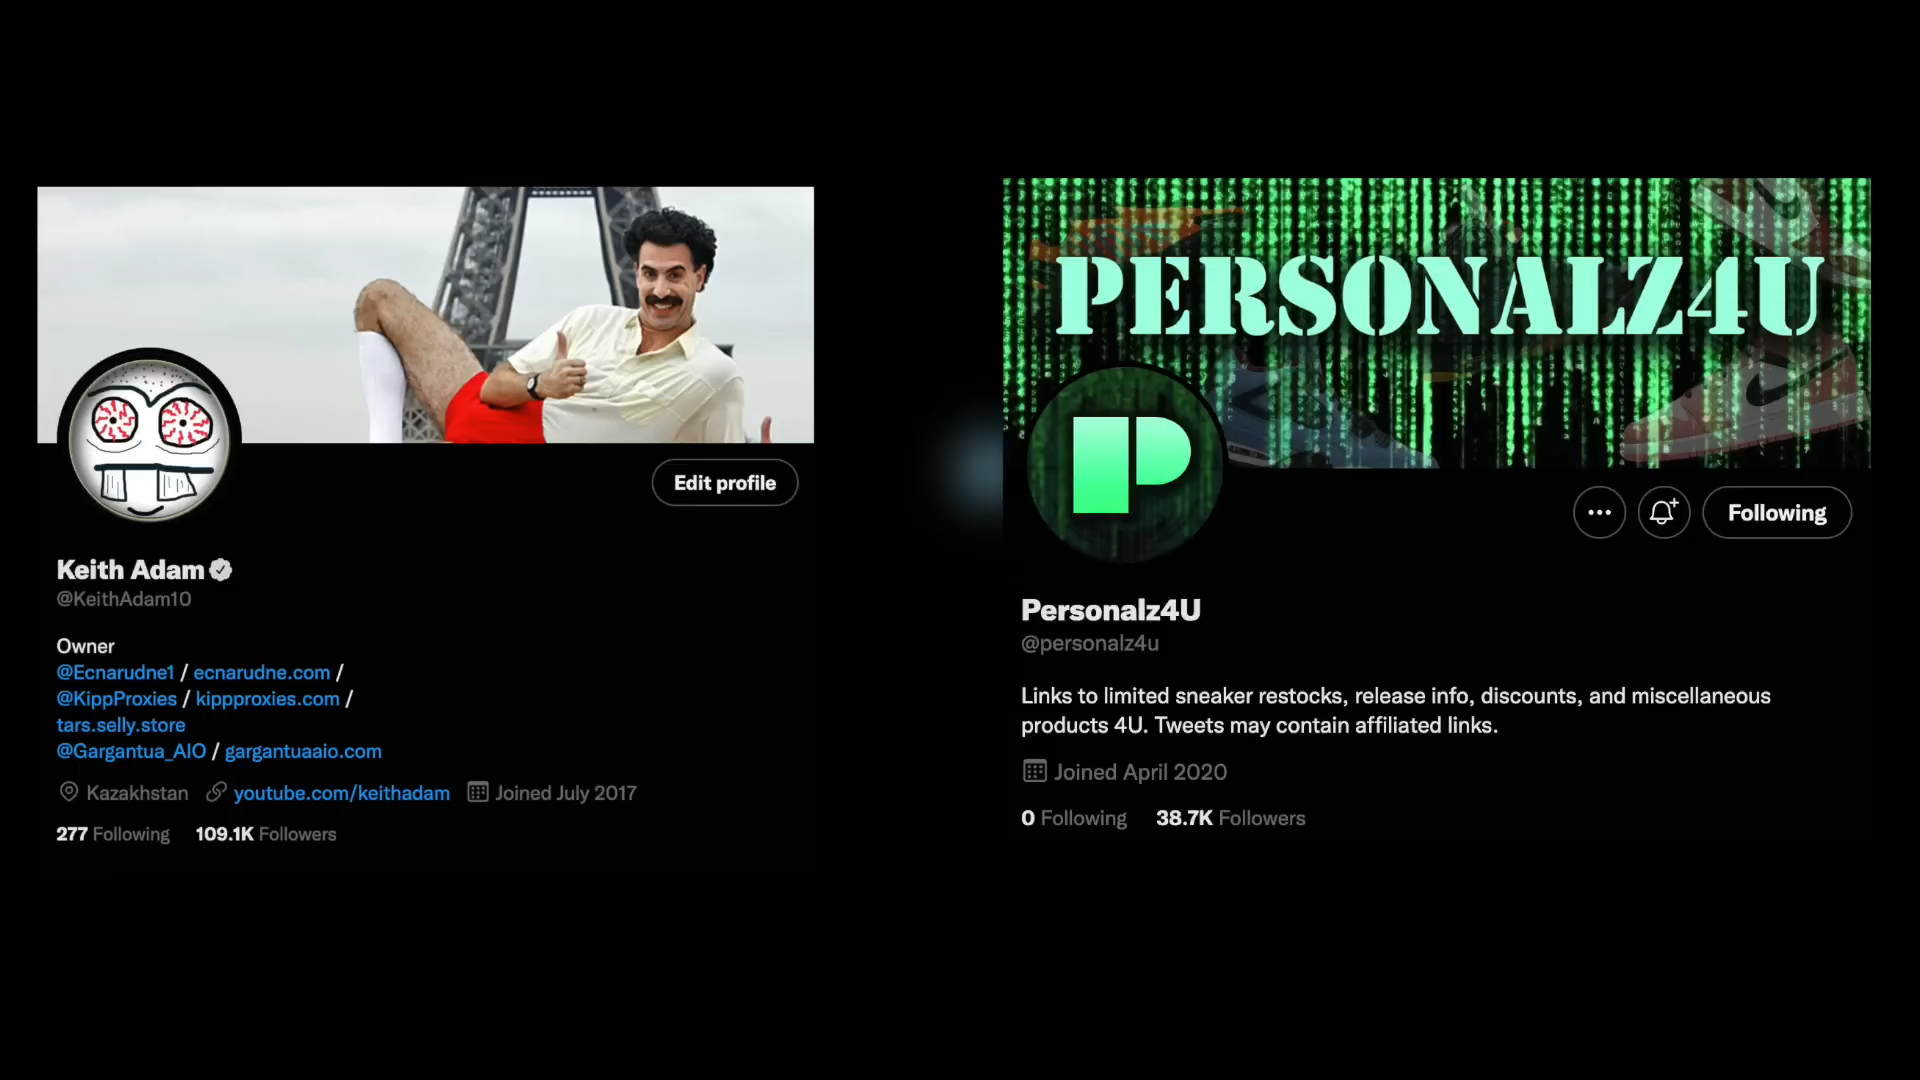 Edit profile
Keith Adam
@KeithAdam10
Owner
@Ecnarudne1 / ecnarudne.com /
@KippProxies / kippproxies.com /
tars.selly.store
@Gargantua_AIO / gargantuaaio.com
Kazakhstan youtube.com/keithadam Joined July 2017
277 Following 109.1K Followers
PERSONALZ4U
P
Following
Personalz4U
@personalz4u
Links to limited sneaker restocks, release info, discounts, and miscellaneous
products 4U. Tweets may contain affiliated links.
Joined April 2020
0 Following 38.7K Followers